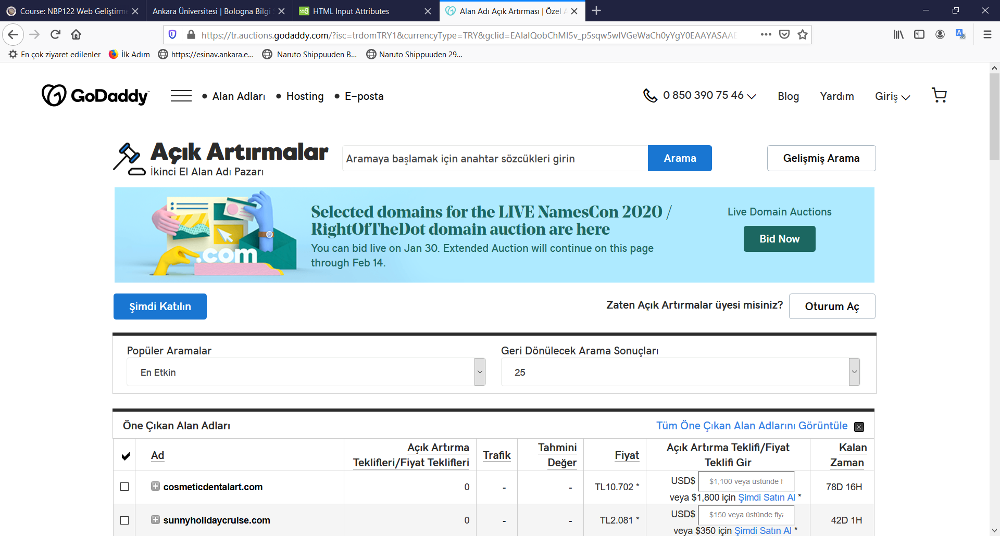 Course: NBP122 Web Geliştirme
Ankara Üniversitesi | Bologna Bilgi S
HTML Input Attributes
Alan Adı Açık Artırması | Özel A
https://tr.auctions.godaddy.com/?isc=trdomTRY1&currencyType=TRY&gclid=EAIaIQobChMI5v_p5sqw5wIVGeWaCh0yYgY0EAAYASAAE
En çok ziyaret edilenler
İlk Adım
https://esinav.ankara.e...
Naruto Shippuuden B...
Naruto Shippuuden 29...
GoDaddy
Alan Adları
Hosting
E-posta
0 850 390 75 46
Blog
Yardım
Giriş
Açık Artırmalar
İkinci El Alan Adı Pazarı
Aramaya başlamak için anahtar sözcükleri girin
Arama
Gelişmiş Arama
.com
Selected domains for the LIVE NamesCon 2020 /
RightOfTheDot domain auction are here
You can bid live on Jan 30. Extended Auction will continue on this page
through Feb 14.
Live Domain Auctions
Bid Now
Şimdi Katılın
Zaten Açık Artırmalar üyesi misiniz?
Oturum Aç
Popüler Aramalar
En Etkin
Geri Dönülecek Arama Sonuçları
25
Öne Çıkan Alan Adları
Tüm Öne Çıkan Alan Adlarını Görüntüle
Ad
Açık Artırma
Teklifleri/Fiyat Teklifleri
Trafik
Tahmini
Değer
Fiyat
Açık Artırma Teklifi/Fiyat
Teklifi Gir
Kalan
Zaman
cosmeticdentalart.com
0
-
-
TL10.702 *
USD$ $1,100 veya üstünde f
veya $1,800 için Şimdi Satın Al *
78D 16H
sunnyholidaycruise.com
0
-
-
TL2.081 *
USD$ $150 veya üstünde fiya
veya $350 için Şimdi Satın Al *
42D 1H